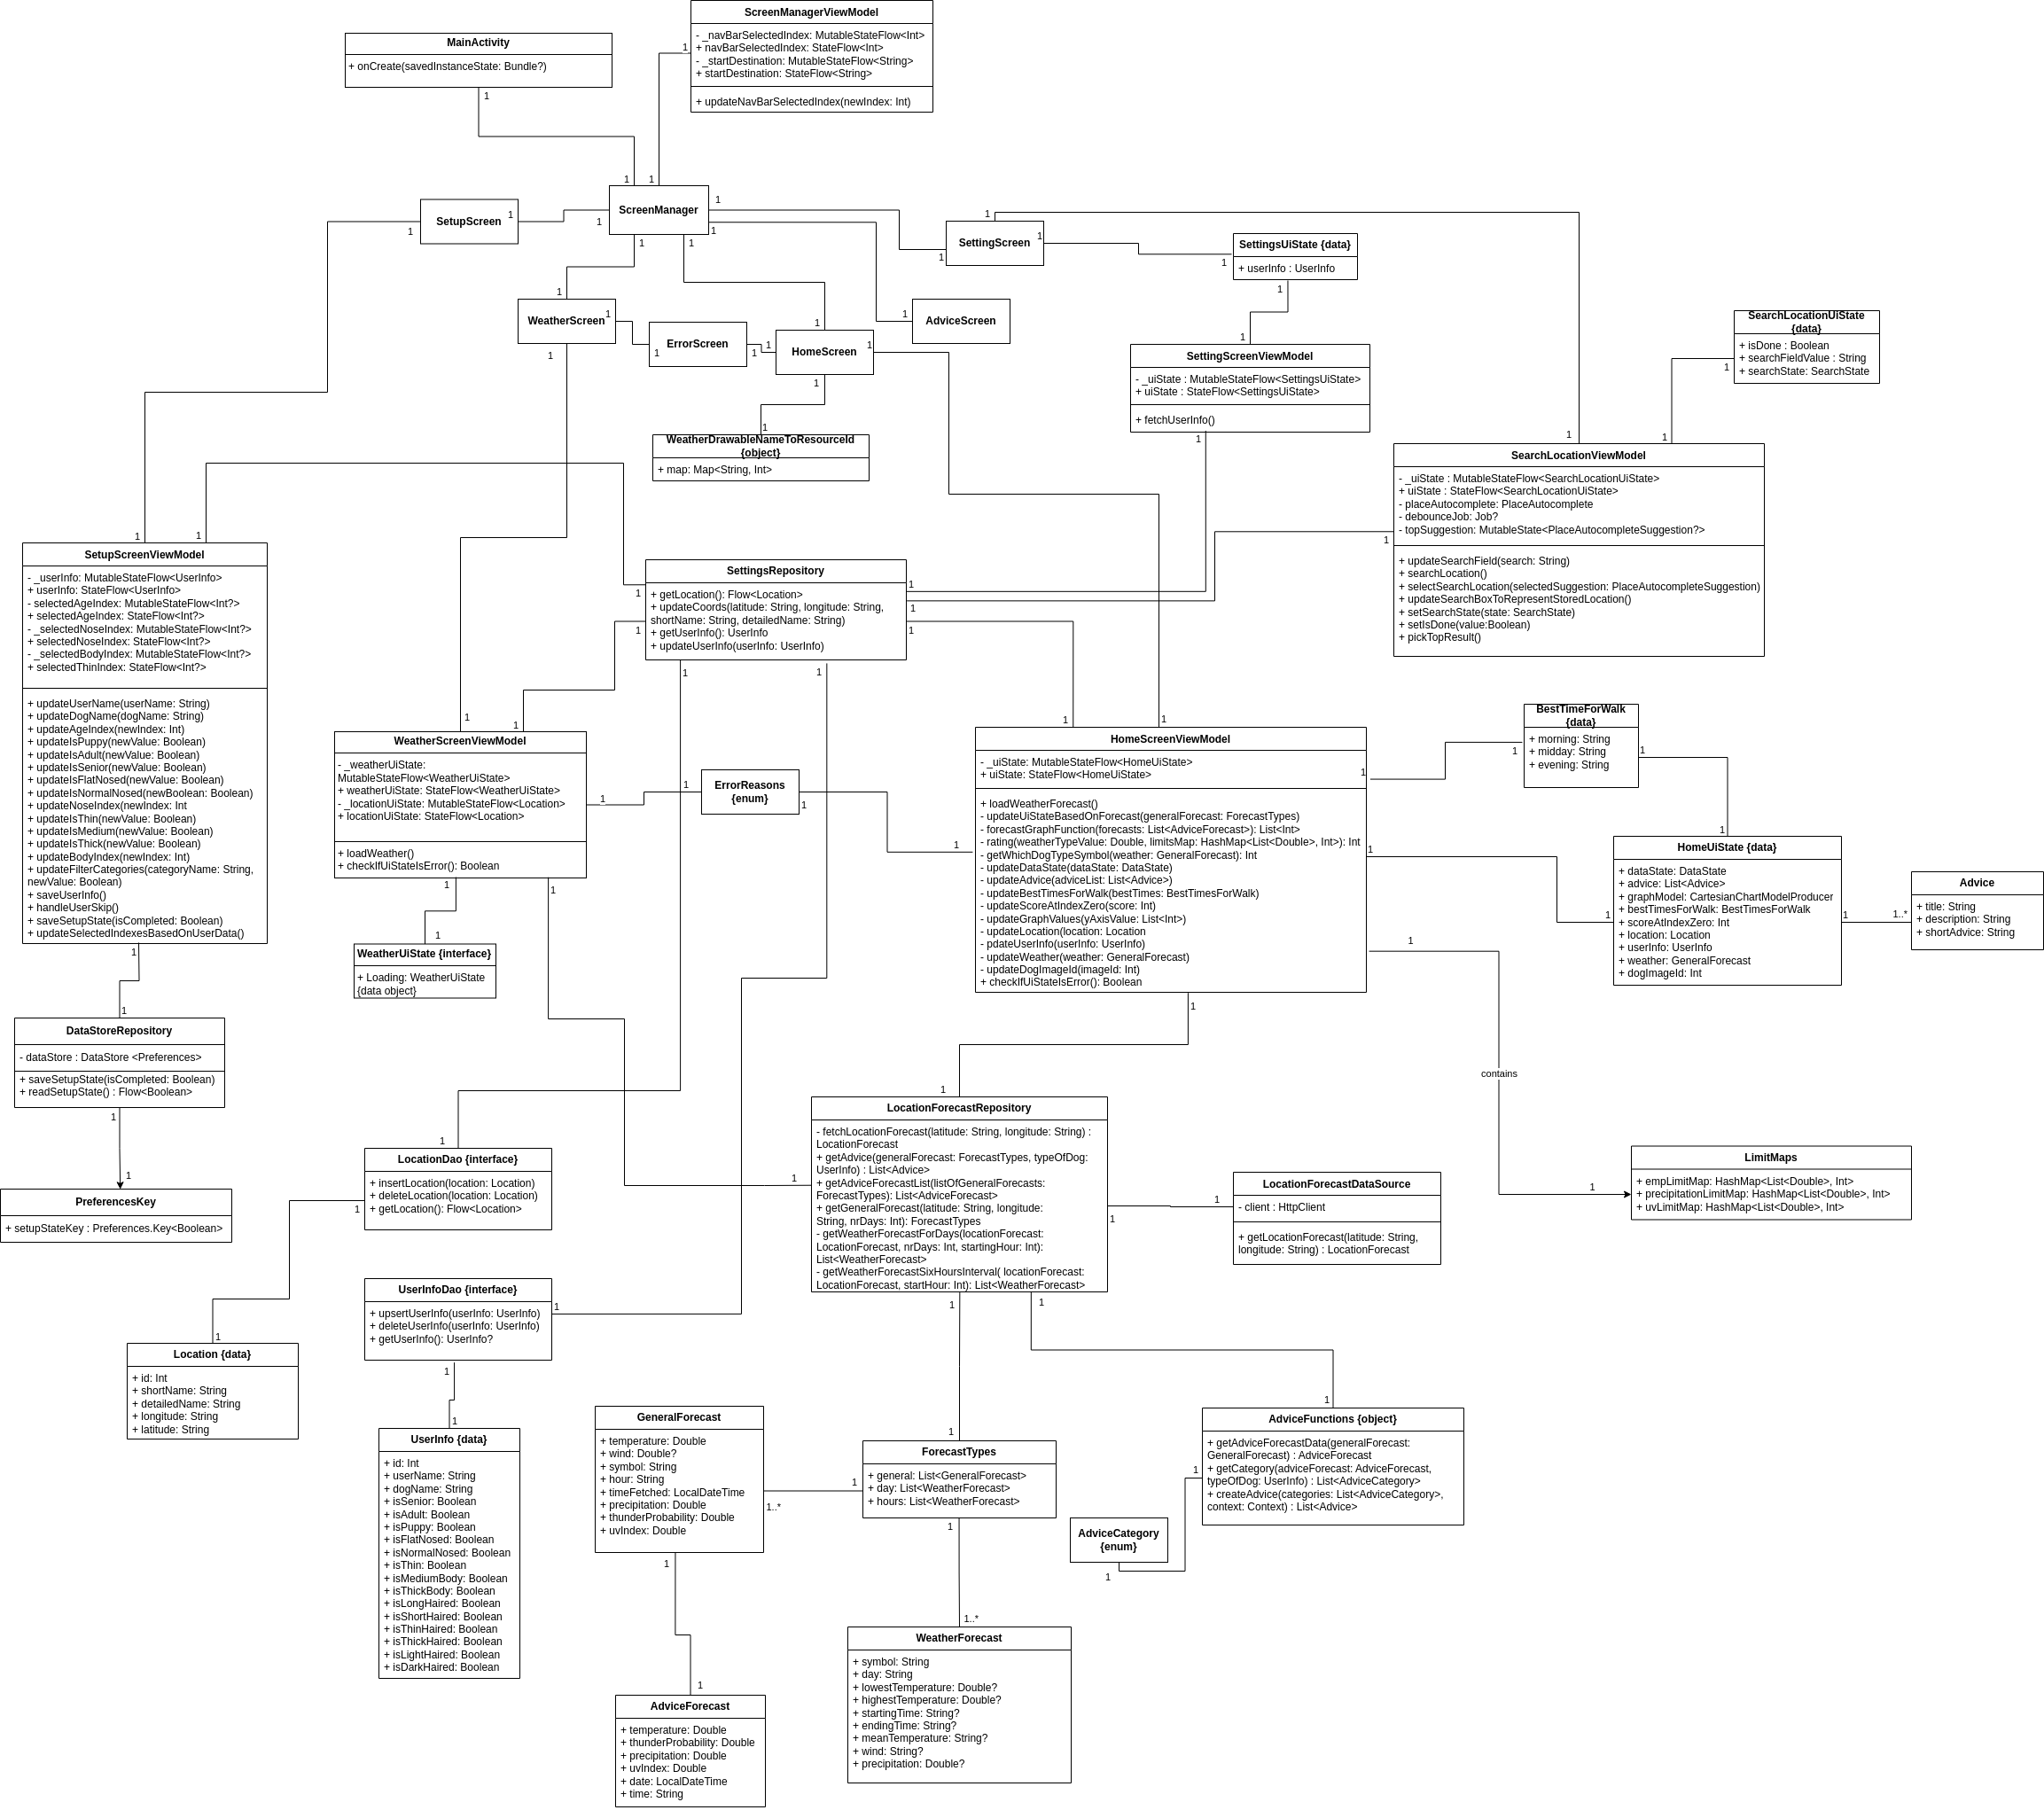 ScreenManagerViewModel
- _navBarSelectedIndex: MutableStateFlow<Int>
+ navBarSelectedIndex: StateFlow<Int>
- _startDestination: MutableStateFlow<String>
+ startDestination: StateFlow<String>
+ updateNavBarSelectedIndex(newIndex: Int)
1
MainActivity
+ onCreate(savedInstanceState: Bundle?)
1
1
1
ScreenManager
1
1
1
1
1
SetupScreen
1
1
SettingScreen
1
1
1
SettingsUiState {data}
+ userInfo : UserInfo
1
1
WeatherScreen
1
1
1
ErrorScreen
1
1
HomeScreen
1
1
1
1
AdviceScreen
1
WeatherDrawableNameToResourceId
{object}
+ map: Map<String, Int>
1
SettingScreenViewModel
- _uiState : MutableStateFlow<SettingsUiState>
+ uiState : StateFlow<SettingsUiState>
+ fetchUserInfo()
1
1
SearchLocationUiState
{data}
+ isDone : Boolean
+ searchFieldValue : String
+ searchState: SearchState
1
SearchLocationViewModel
- _uiState : MutableStateFlow<SearchLocationUiState>
+ uiState : StateFlow<SearchLocationUiState>
- placeAutocomplete: PlaceAutocomplete
- debounceJob: Job?
- topSuggestion: MutableState<PlaceAutocompleteSuggestion?>
+ updateSearchField(search: String)
+ searchLocation()
+ selectSearchLocation(selectedSuggestion: PlaceAutocompleteSuggestion)
+ updateSearchBoxToRepresentStoredLocation()
+ setSearchState(state: SearchState)
+ setIsDone(value:Boolean)
+ pickTopResult()
1
1
1
SetupScreenViewModel
- _userInfo: MutableStateFlow<UserInfo>
+ userInfo: StateFlow<UserInfo>
- selectedAgeIndex: MutableStateFlow<Int?>
+ selectedAgeIndex: StateFlow<Int?>
- _selectedNoseIndex: MutableStateFlow<Int?>
+ selectedNoseIndex: StateFlow<Int?>
- _selectedBodyIndex: MutableStateFlow<Int?>
+ selectedThinIndex: StateFlow<Int?>
+ updateUserName(userName: String)
+ updateDogName(dogName: String)
+ updateAgeIndex(newIndex: Int)
+ updateIsPuppy(newValue: Boolean)
+ updateIsAdult(newValue: Boolean)
+ updateIsSenior(newValue: Boolean)
+ updateIsFlatNosed(newValue: Boolean)
+ updateIsNormalNosed(newBoolean: Boolean)
+ updateNoseIndex(newIndex: Int
+ updateIsThin(newValue: Boolean)
+ updateIsMedium(newValue: Boolean)
+ updateIsThick(newValue: Boolean)
+ updateBodyIndex(newIndex: Int)
+ updateFilterCategories(categoryName: String,
newValue: Boolean)
+ saveUserInfo()
+ handleUserSkip()
+ saveSetupState(isCompleted: Boolean)
+ updateSelectedIndexesBasedOnUserData()
1
1
1
SettingsRepository
+ getLocation(): Flow<Location>
+ updateCoords(latitude: String, longitude: String,
shortName: String, detailedName: String)
+ getUserInfo(): UserInfo
+ updateUserInfo(userInfo: UserInfo)
1
1
1
1
1
1
1
WeatherScreenViewModel
- _weatherUiState:
MutableStateFlow<WeatherUiState>
+ weatherUiState: StateFlow<WeatherUiState>
- _locationUiState: MutableStateFlow<Location>
+ locationUiState: StateFlow<Location>
+ loadWeather()
+ checkIfUiStateIsError(): Boolean
1
1
1
1
1
ErrorReasons
{enum}
1
1
HomeScreenViewModel
- _uiState: MutableStateFlow<HomeUiState>
+ uiState: StateFlow<HomeUiState>
+ loadWeatherForecast()
- updateUiStateBasedOnForecast(generalForecast: ForecastTypes)
- forecastGraphFunction(forecasts: List<AdviceForecast>): List<Int>
- rating(weatherTypeValue: Double, limitsMap: HashMap<List<Double>, Int>): Int
- getWhichDogTypeSymbol(weather: GeneralForecast): Int
- updateDataState(dataState: DataState)
- updateAdvice(adviceList: List<Advice>)
- updateBestTimesForWalk(bestTimes: BestTimesForWalk)
- updateScoreAtIndexZero(score: Int)
- updateGraphValues(yAxisValue: List<Int>)
- updateLocation(location: Location
- pdateUserInfo(userInfo: UserInfo)
- updateWeather(weather: GeneralForecast)
- updateDogImageId(imageId: Int)
+ checkIfUiStateIsError(): Boolean
1
1
1
1
1
1
1
BestTimeForWalk
{data}
+ morning: String
+ midday: String
+ evening: String
1
1
HomeUiState {data}
+ dataState: DataState
+ advice: List<Advice>
+ graphModel: CartesianChartModelProducer
+ bestTimesForWalk: BestTimesForWalk
+ scoreAtIndexZero: Int
+ location: Location
+ userInfo: UserInfo
+ weather: GeneralForecast
+ dogImageId: Int
1
1
1
1..*
Advice
+ title: String
+ description: String
+ shortAdvice: String
WeatherUiState {interface}
+ Loading: WeatherUiState
{data object}
1
DataStoreRepository
- dataStore : DataStore <Preferences>
+ saveSetupState(isCompleted: Boolean)
+ readSetupState() : Flow<Boolean>
1
1
PreferencesKey
+ setupStateKey : Preferences.Key<Boolean>
1
contains
LimitMaps
+ empLimitMap: HashMap<List<Double>, Int>
+ precipitationLimitMap: HashMap<List<Double>, Int>
+ uvLimitMap: HashMap<List<Double>, Int>
1
LocationForecastRepository
- fetchLocationForecast(latitude: String, longitude: String) :
LocationForecast
+ getAdvice(generalForecast: ForecastTypes, typeOfDog:
UserInfo) : List<Advice>
+ getAdviceForecastList(listOfGeneralForecasts:
ForecastTypes): List<AdviceForecast>
+ getGeneralForecast(latitude: String, longitude:
String, nrDays: Int): ForecastTypes
- getWeatherForecastForDays(locationForecast:
LocationForecast, nrDays: Int, startingHour: Int):
List<WeatherForecast>
- getWeatherForecastSixHoursInterval( locationForecast:
LocationForecast, startHour: Int): List<WeatherForecast>
1
1
1
1
1
LocationForecastDataSource
- client : HttpClient
+ getLocationForecast(latitude: String,
longitude: String) : LocationForecast
1
LocationDao {interface}
+ insertLocation(location: Location)
+ deleteLocation(location: Location)
+ getLocation(): Flow<Location>
1
1
UserInfoDao {interface}
+ upsertUserInfo(userInfo: UserInfo)
+ deleteUserInfo(userInfo: UserInfo)
+ getUserInfo(): UserInfo?
1
1
Location {data}
+ id: Int
+ shortName: String
+ detailedName: String
+ longitude: String
+ latitude: String
1
UserInfo {data}
+ id: Int
+ userName: String
+ dogName: String
+ isSenior: Boolean
+ isAdult: Boolean
+ isPuppy: Boolean
+ isFlatNosed: Boolean
+ isNormalNosed: Boolean
+ isThin: Boolean
+ isMediumBody: Boolean
+ isThickBody: Boolean
+ isLongHaired: Boolean
+ isShortHaired: Boolean
+ isThinHaired: Boolean
+ isThickHaired: Boolean
+ isLightHaired: Boolean
+ isDarkHaired: Boolean
1
GeneralForecast
+ temperature: Double
+ wind: Double?
+ symbol: String
+ hour: String
+ timeFetched: LocalDateTime
+ precipitation: Double
+ thunderProbability: Double
+ uvIndex: Double
1..*
1
ForecastTypes
+ general: List<GeneralForecast>
+ day: List<WeatherForecast>
+ hours: List<WeatherForecast>
1
1
1
AdviceFunctions {object}
+ getAdviceForecastData(generalForecast:
GeneralForecast) : AdviceForecast
+ getCategory(adviceForecast: AdviceForecast,
typeOfDog: UserInfo) : List<AdviceCategory>
+ createAdvice(categories: List<AdviceCategory>,
context: Context) : List<Advice>
1
1
AdviceCategory
{enum}
1
AdviceForecast
+ temperature: Double
+ thunderProbability: Double
+ precipitation: Double
+ uvIndex: Double
+ date: LocalDateTime
+ time: String
1
WeatherForecast
+ symbol: String
+ day: String
+ lowestTemperature: Double?
+ highestTemperature: Double?
+ startingTime: String?
+ endingTime: String?
+ meanTemperature: String?
+ wind: String?
+ precipitation: Double?
1..*